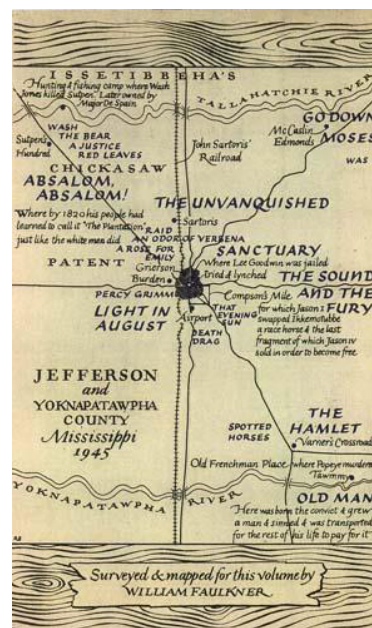 ISSETIBBEHA'S
Hunting & fishing camp where Wash
Jones killed Sutpen. Later owned by
Major De Spain
TALLAHATCHIE RIVER
GO DOWN
MOSES
McCaslin
Edmonds
WAS
WASH
THE BEAR
A JUSTICE
RED LEAVES
Sutpen's
Hundred
John Sartoris'
Railroad
CHICKASAW
ABSALOM,
ABSALOM!
THE UNVANQUISHED
Where by 1820 his people had
learned to call it "The Plantation"
just like the white men did
Sartoris
RAID
AN ODOR OF VERBENA
A ROSE FOR
EMILY
Grierson
Burden
PATENT
SANCTUARY
Where Lee Goodwin was jailed
tried & lynched
THE SOUND
AND THE
FURY
PERCY GRIMM
LIGHT IN
AUGUST
Airport
THAT
EVENING
SUN
DEATH
DRAG
Compson's Mile
for which Jason I
swapped Ikkemotubbe
a race horse & the last
fragment of which Jason IV
sold in order to become free
JEFFERSON
and
YOKNAPATAWPHA
COUNTY
Mississippi
1945
THE
HAMLET
SPOTTED
HORSES
Varner's Crossroad
Old Frenchman Place
where Popeye murdered
Tawmmy
YOKNAPATAWPHA RIVER
OLD MAN
Here was born the convict & grew
a man & sinned & was transported
for the rest of his life to pay for it
Surveyed & mapped for this volume by
WILLIAM FAULKNER